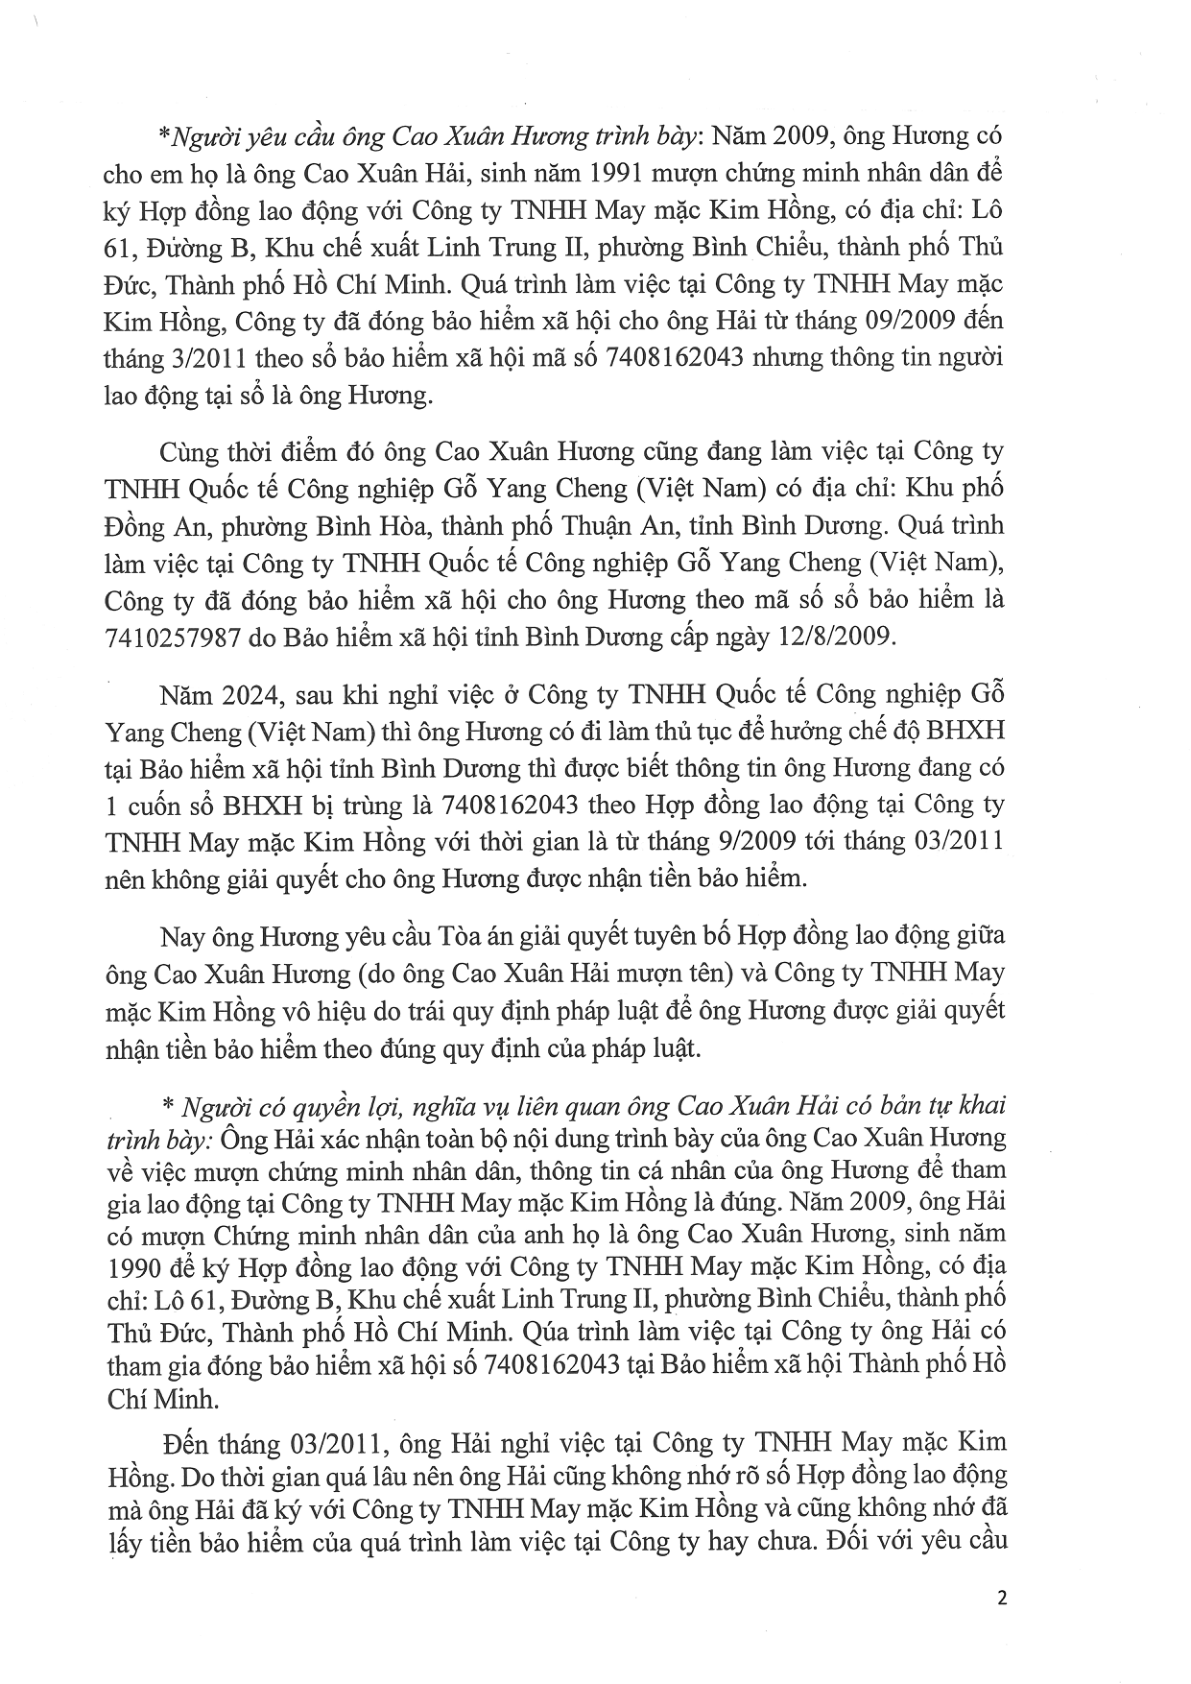 *Người yêu cầu ông Cao Xuân Hương trình bày: Năm 2009, ông Hương có
cho em họ là ông Cao Xuân Hải, sinh năm 1991 mượn chứng minh nhân dân để
ký Hợp đồng lao động với Công ty TNHH May mặc Kim Hồng, có địa chỉ: Lô
61, Đường B, Khu chế xuất Linh Trung II, phường Bình Chiểu, thành phố Thủ
Đức, Thành phố Hồ Chí Minh. Quá trình làm việc tại Công ty TNHH May mặc
Kim Hồng, Công ty đã đóng bảo hiểm xã hội cho ông Hải từ tháng 09/2009 đến
tháng 3/2011 theo sổ bảo hiểm xã hội mã số 7408162043 nhưng thông tin người
lao động tại sổ là ông Hương.
Cùng thời điểm đó ông Cao Xuân Hương cũng đang làm việc tại Công ty
TNHH Quốc tế Công nghiệp Gỗ Yang Cheng (Việt Nam) có địa chỉ: Khu phố
Đồng An, phường Bình Hòa, thành phố Thuận An, tỉnh Bình Dương. Quá trình
làm việc tại Công ty TNHH Quốc tế Công nghiệp Gỗ Yang Cheng (Việt Nam),
Công ty đã đóng bảo hiểm xã hội cho ông Hương theo mã số sổ bảo hiểm là
7410257987 do Bảo hiểm xã hội tỉnh Bình Dương cấp ngày 12/8/2009.
Năm 2024, sau khi nghỉ việc ở Công ty TNHH Quốc tế Công nghiệp Gỗ
Yang Cheng (Việt Nam) thì ông Hương có đi làm thủ tục để hưởng chế độ BHXH
tại Bảo hiểm xã hội tỉnh Bình Dương thì được biết thông tin ông Hương đang có
1 cuốn sổ BHXH bị trùng là 7408162043 theo Hợp đồng lao động tại Công ty
TNHH May mặc Kim Hồng với thời gian là từ tháng 9/2009 tới tháng 03/2011
nên không giải quyết cho ông Hương được nhận tiền bảo hiểm.
Nay ông Hương yêu cầu Tòa án giải quyết tuyên bố Hợp đồng lao động giữa
ông Cao Xuân Hương (do ông Cao Xuân Hải mượn tên) và Công ty TNHH May
mặc Kim Hồng vô hiệu do trái quy định pháp luật để ông Hương được giải quyết
nhận tiền bảo hiểm theo đúng quy định của pháp luật.
* Người có quyền lợi, nghĩa vụ liên quan ông Cao Xuân Hải có bản tự khai
trình bày: Ông Hải xác nhận toàn bộ nội dung trình bày của ông Cao Xuân Hương
về việc mượn chứng minh nhân dân, thông tin cá nhân của ông Hương để tham
gia lao động tại Công ty TNHH May mặc Kim Hồng là đúng. Năm 2009, ông Hải
có mượn Chứng minh nhân dân của anh họ là ông Cao Xuân Hương, sinh năm
1990 để ký Hợp đồng lao động với Công ty TNHH May mặc Kim Hồng, có địa
chỉ: Lô 61, Đường B, Khu chế xuất Linh Trung II, phường Bình Chiểu, thành phố
Thủ Đức, Thành phố Hồ Chí Minh. Qúa trình làm việc tại Công ty ông Hải có
tham gia đóng bảo hiểm xã hội số 7408162043 tại Bảo hiểm xã hội Thành phố Hồ
Chí Minh.
Đến tháng 03/2011, ông Hải nghỉ việc tại Công ty TNHH May mặc Kim
Hồng. Do thời gian quá lâu nên ông Hải cũng không nhớ rõ số Hợp đồng lao động
mà ông Hải đã ký với Công ty TNHH May mặc Kim Hồng và cũng không nhớ đã
lấy tiền bảo hiểm của quá trình làm việc tại Công ty hay chưa. Đối với yêu cầu
2